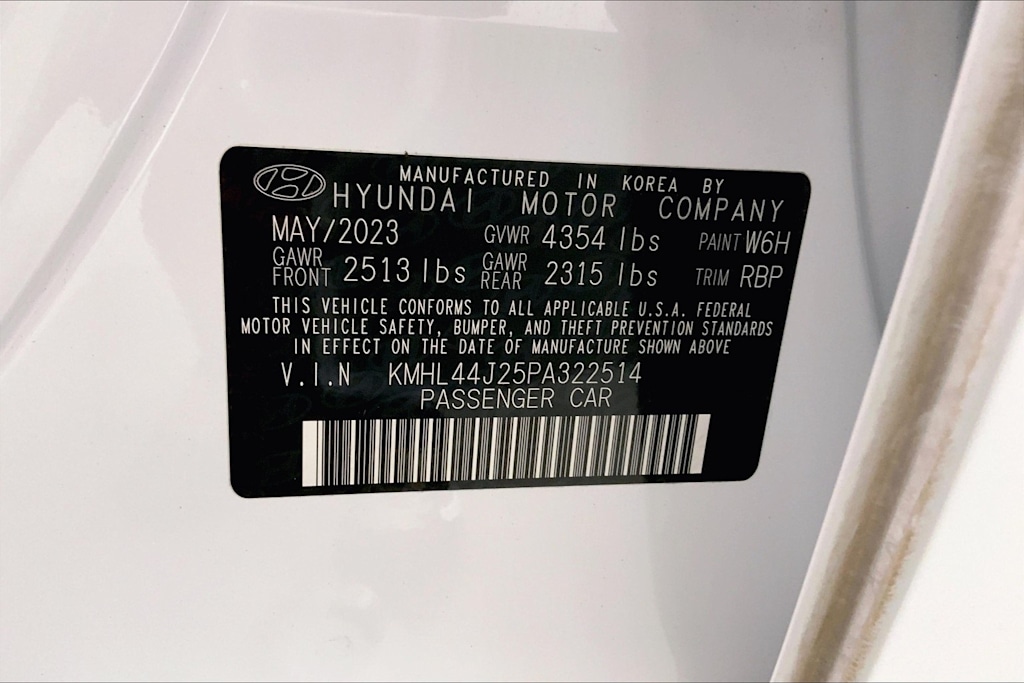 MANUFACTURED IN KOREA BY
HYUNDAI MOTOR COMPANY
MAY/2023 GVWR 4354 lbs PAINT W6H
GAWR FRONT 2513 lbs GAWR REAR 2315 lbs TRIM RBP
THIS VEHICLE CONFORMS TO ALL APPLICABLE U.S.A. FEDERAL
MOTOR VEHICLE SAFETY, BUMPER, AND THEFT PREVENTION STANDARDS
IN EFFECT ON THE DATE OF MANUFACTURE SHOWN ABOVE
V.I.N KMHL44J25PA322514
PASSENGER CAR